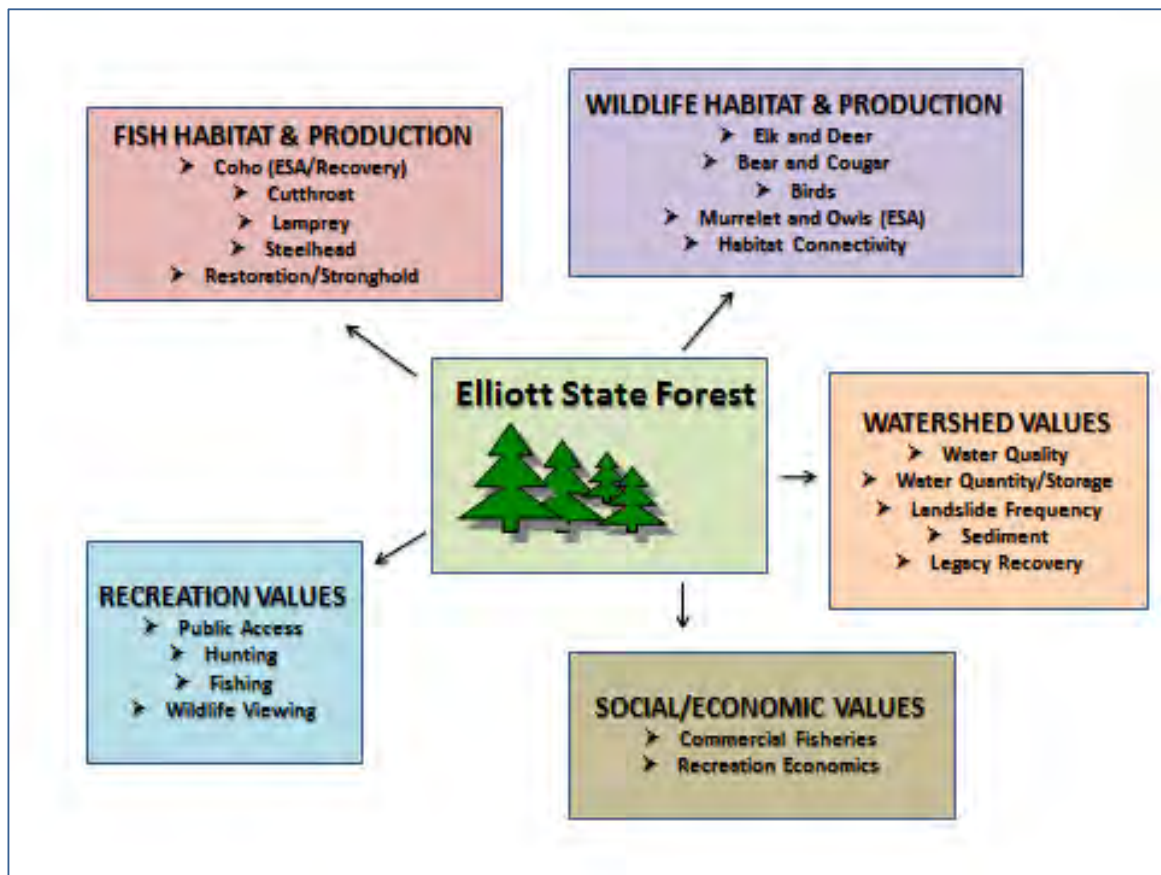 FISH HABITAT & PRODUCTION
➤ Coho (ESA/Recovery)
➤ Cutthroat
➤ Lamprey
➤ Steelhead
➤ Restoration/Stronghold
WILDLIFE HABITAT & PRODUCTION
➤ Elk and Deer
➤ Bear and Cougar
➤ Birds
➤ Murrelet and Owls (ESA)
➤ Habitat Connectivity
Elliott State Forest
WATERSHED VALUES
➤ Water Quality
➤ Water Quantity/Storage
➤ Landslide Frequency
➤ Sediment
➤ Legacy Recovery
RECREATION VALUES
➤ Public Access
➤ Hunting
➤ Fishing
➤ Wildlife Viewing
SOCIAL/ECONOMIC VALUES
➤ Commercial Fisheries
➤ Recreation Economics